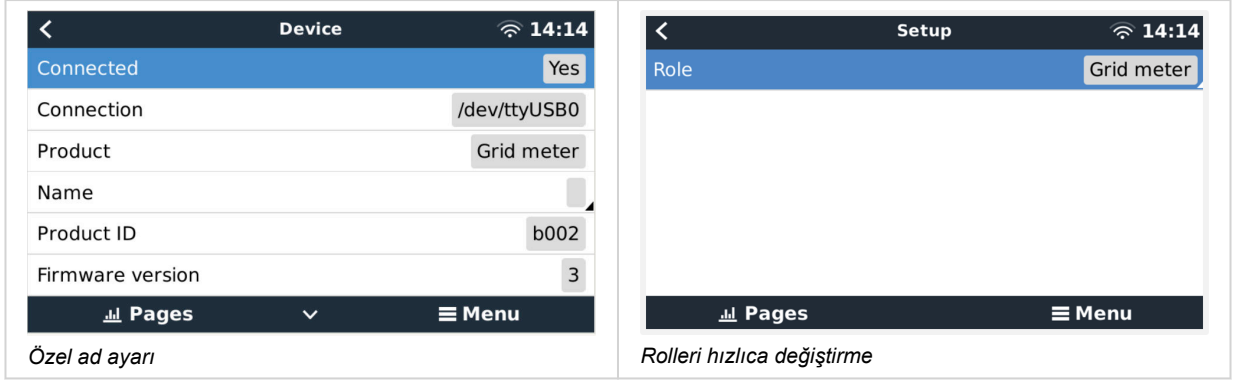 Device 14:14
Connected Yes
Connection /dev/ttyUSB0
Product Grid meter
Name
Product ID b002
Firmware version 3
Pages Menu
Özel ad ayarı
Setup 14:14
Role Grid meter
Pages Menu
Rolleri hızlıca değiştirme